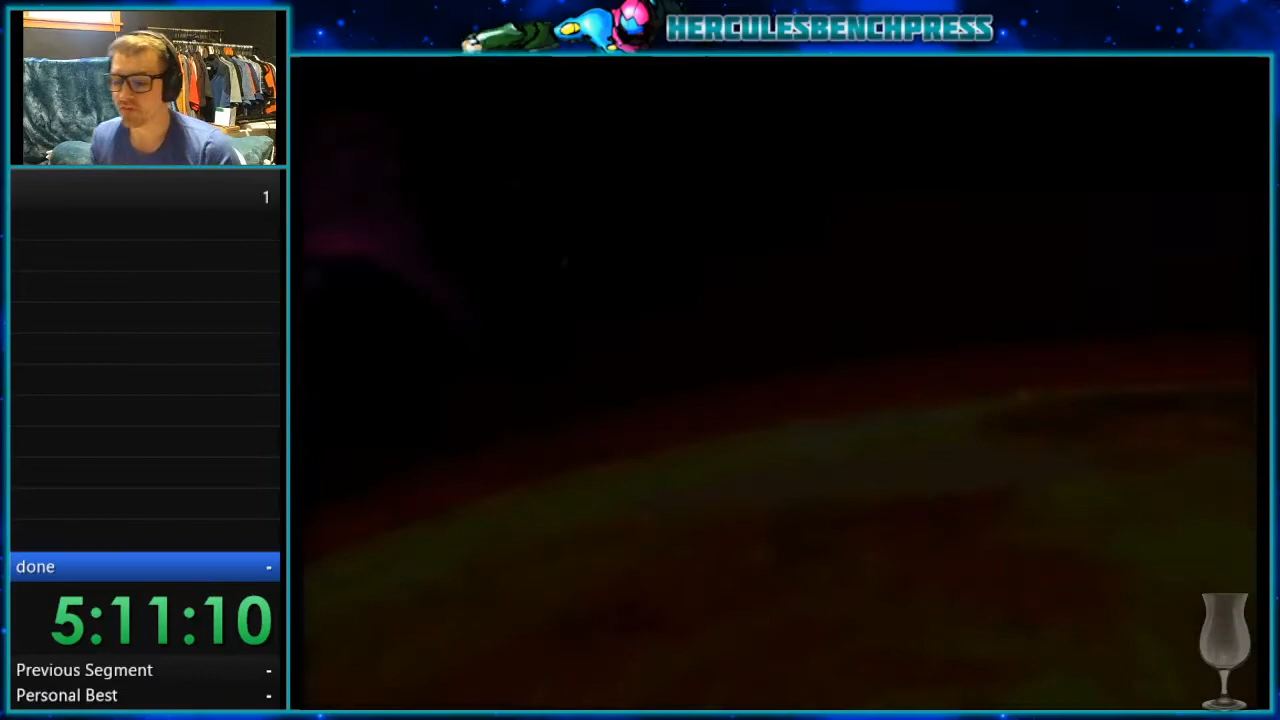 HERCULESBENCHPRESS
1
done -
5:11:10
Previous Segment -
Personal Best -